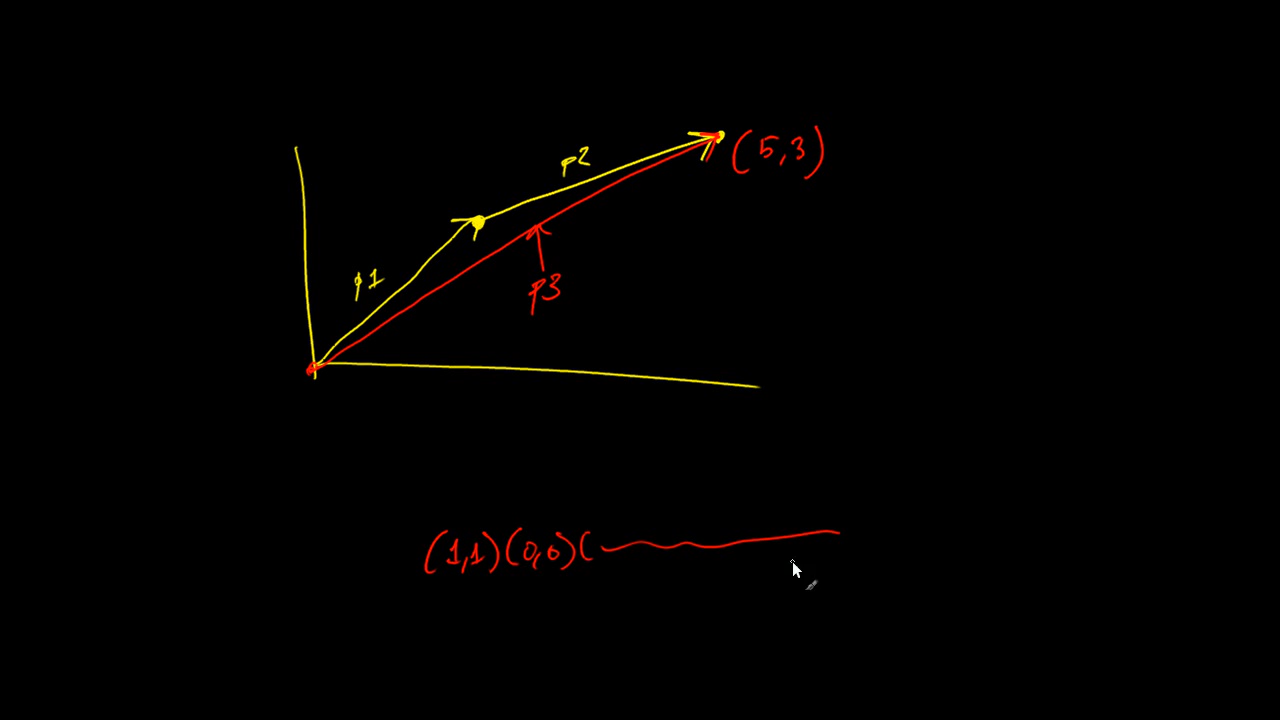 p2
(5,3)
p1
p3
(1,1)(0,0)(